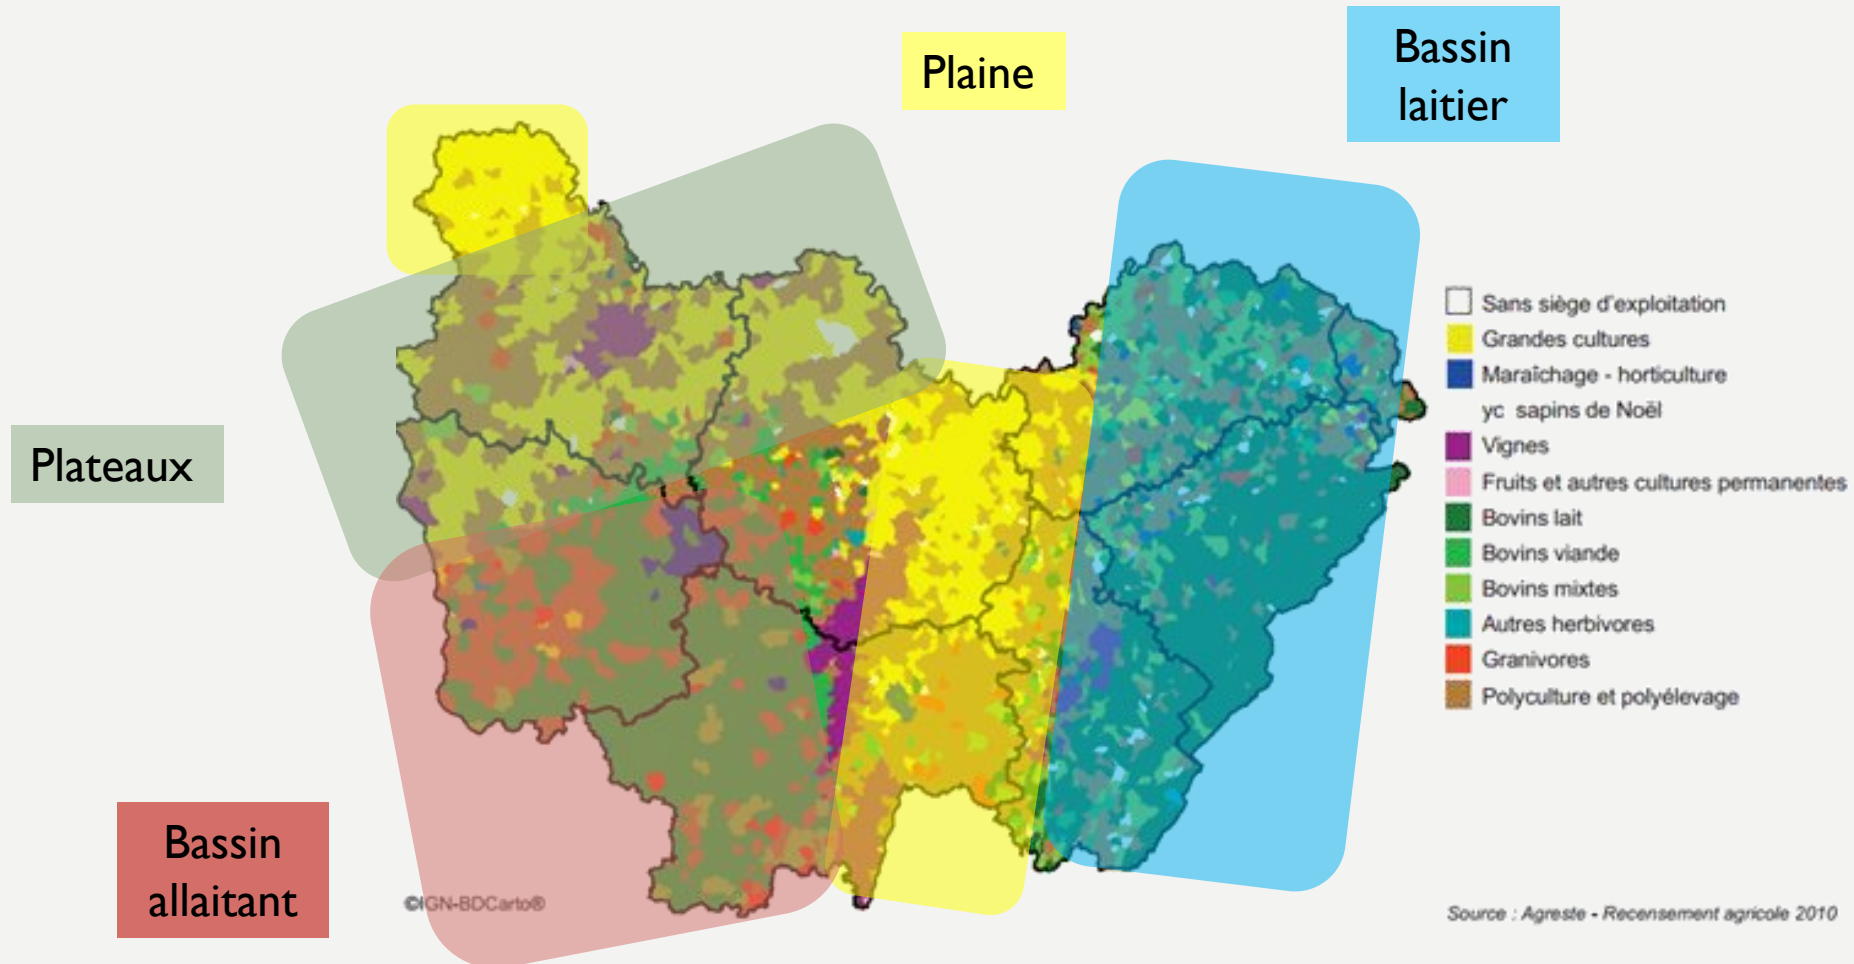 Plaine
Bassin
laitier
Plateaux
Bassin
allaitant
Sans siège d'exploitation
Grandes cultures
Maraîchage - horticulture
yc sapins de Noël
Vignes
Fruits et autres cultures permanentes
Bovins lait
Bovins viande
Bovins mixtes
Autres herbivores
Granivores
Polyculture et polyélevage
©IGN-BDCarto®
Source : Agreste - Recensement agricole 2010